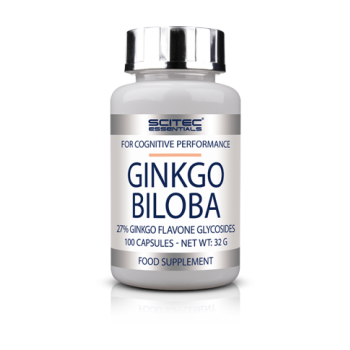 SCITEC
ESSENTIALS
FOR COGNITIVE PERFORMANCE
GINKGO
BILOBA
27% GINKGO FLAVONE GLYCOSIDES
100 CAPSULES - NET WT: 32 G
FOOD SUPPLEMENT